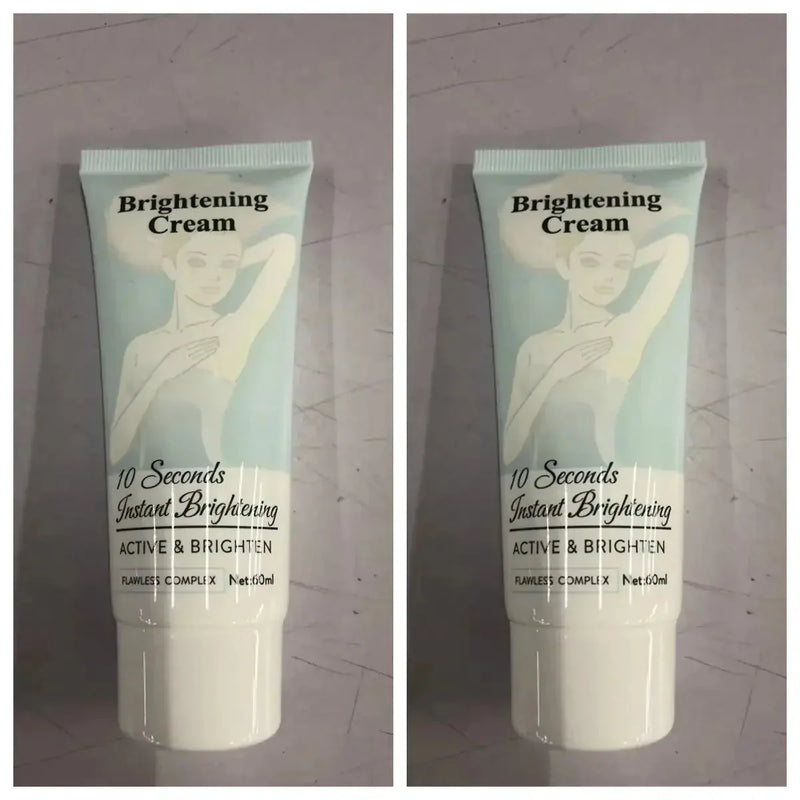 Brightening
Cream
10 Seconds
Instant Brightening
ACTIVE & BRIGHTEN
FLAWLESS COMPLEX Net:60ml
Brightening
Cream
10 Seconds
Instant Brightening
ACTIVE & BRIGHTEN
FLAWLESS COMPLEX Net:60ml